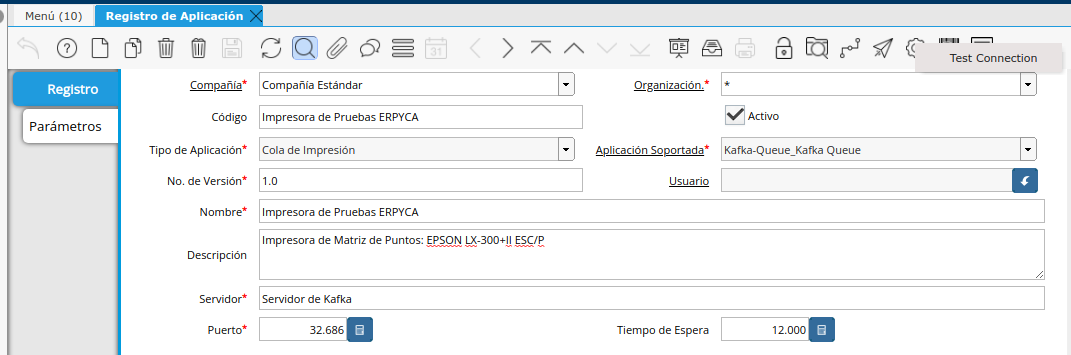 Menú (10) Registro de Aplicación
31
Test Connection
Registro
Parámetros
Compañía* Compañía Estándar Organización.* *
Código Impresora de Pruebas ERPYCA Activo
Tipo de Aplicación* Cola de Impresión Aplicación Soportada* Kafka-Queue_Kafka Queue
No. de Versión* 1.0 Usuario
Nombre* Impresora de Pruebas ERPYCA
Descripción Impresora de Matriz de Puntos: EPSON LX-300+II ESC/P
Servidor* Servidor de Kafka
Puerto* 32.686 Tiempo de Espera 12.000